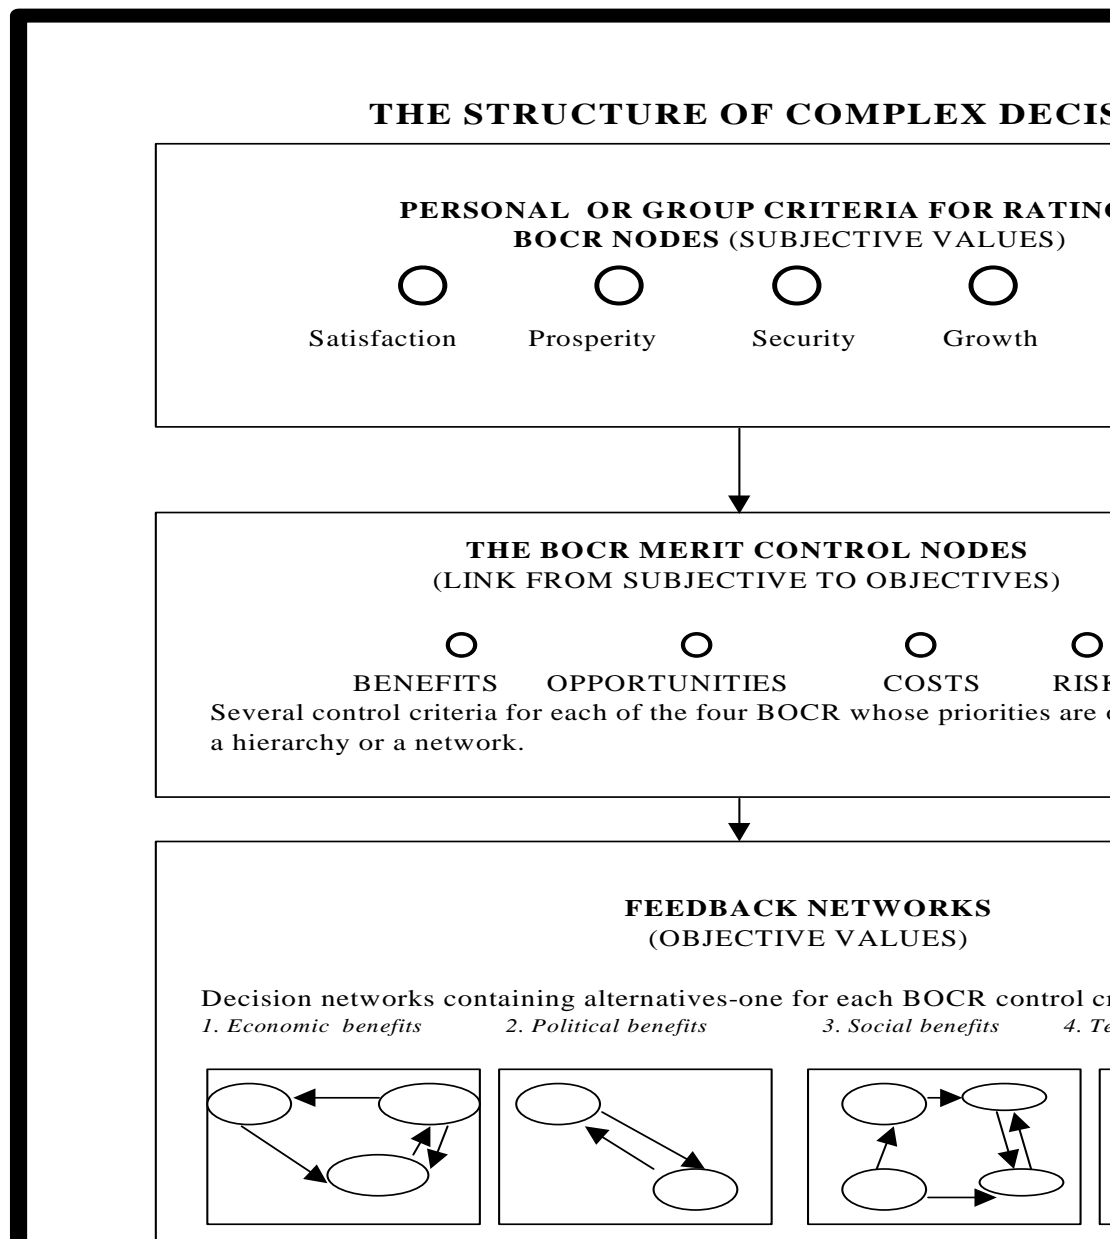 THE STRUCTURE OF COMPLEX
PERSONAL OR GROUP CRITERIA FOR
BOCR NODES (SUBJECTIVE VALUES)
Satisfaction Prosperity Security Growth
THE BOCR MERIT CONTROL NODES
(LINK FROM SUBJECTIVE TO OBJECTIVES)
BENEFITS OPPORTUNITIES COSTS
Several control criteria for each of the four BOCR whose priorities are
a hierarchy or a network.
FEEDBACK NETWORKS
(OBJECTIVE VALUES)
Decision networks containing alternatives-one for each BOCR control
1. Economic benefits 2. Political benefits 3. Social benefits 4.